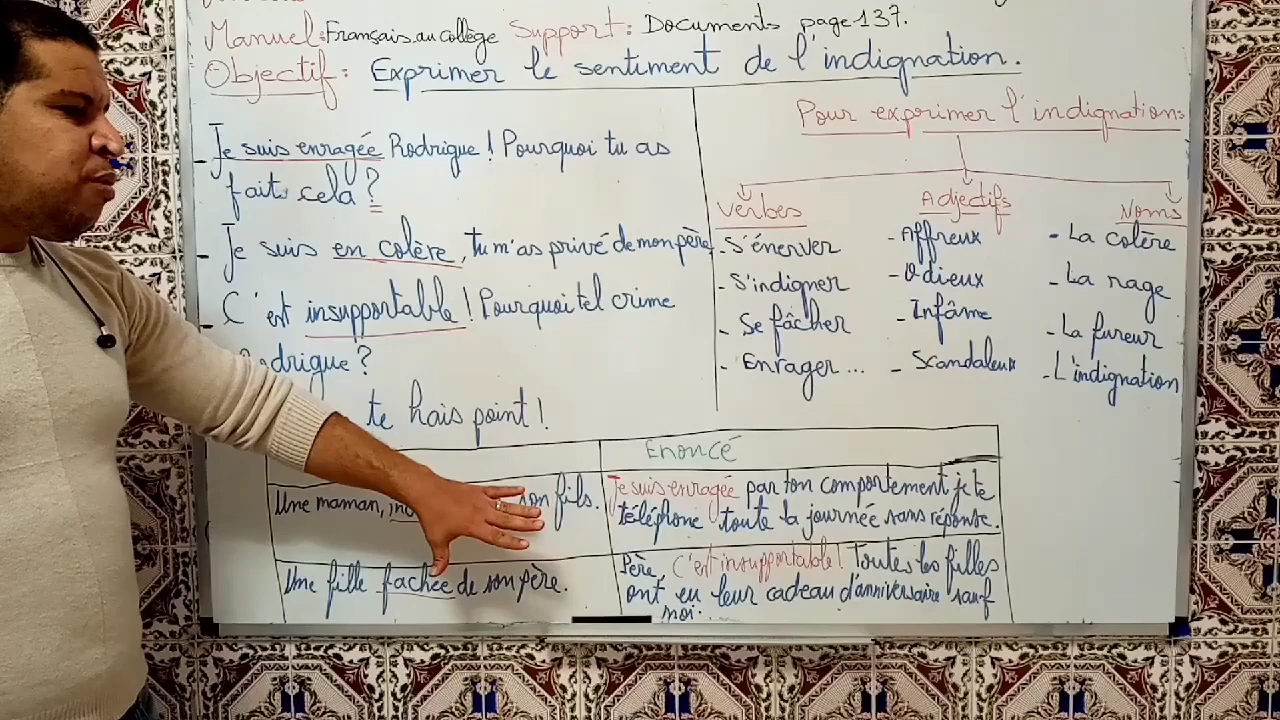 Manuel: Français au collège Support: Documents page 137.
Objectif: Exprimer le sentiment de l'indignation.
- Je suis enragée Rodrigue! Pourquoi tu as
fait cela?
- Je suis en colère, tu m'as privé de mon père.
- C'est insupportable! Pourquoi tel crime
drigue?
te hais point!
Pour exprimer l'indignation:
Verbes
- S'énerver
- S'indigner
- Se fâcher
- Enrager...
Adjectifs
- Affreux
- Odieux
- Infâme
- Scandaleux
Noms
- La colère
- La rage
- La fureur
- L'indignation
Enoncé
Une maman, son fils.
Je suis enragée par ton comportement je te
téléphone toute la journée sans réponse.
Une fille fachée de son père.
Père, C'est insupportable! Toutes les filles
ont eu leur cadeau d'anniversaire sauf
moi...